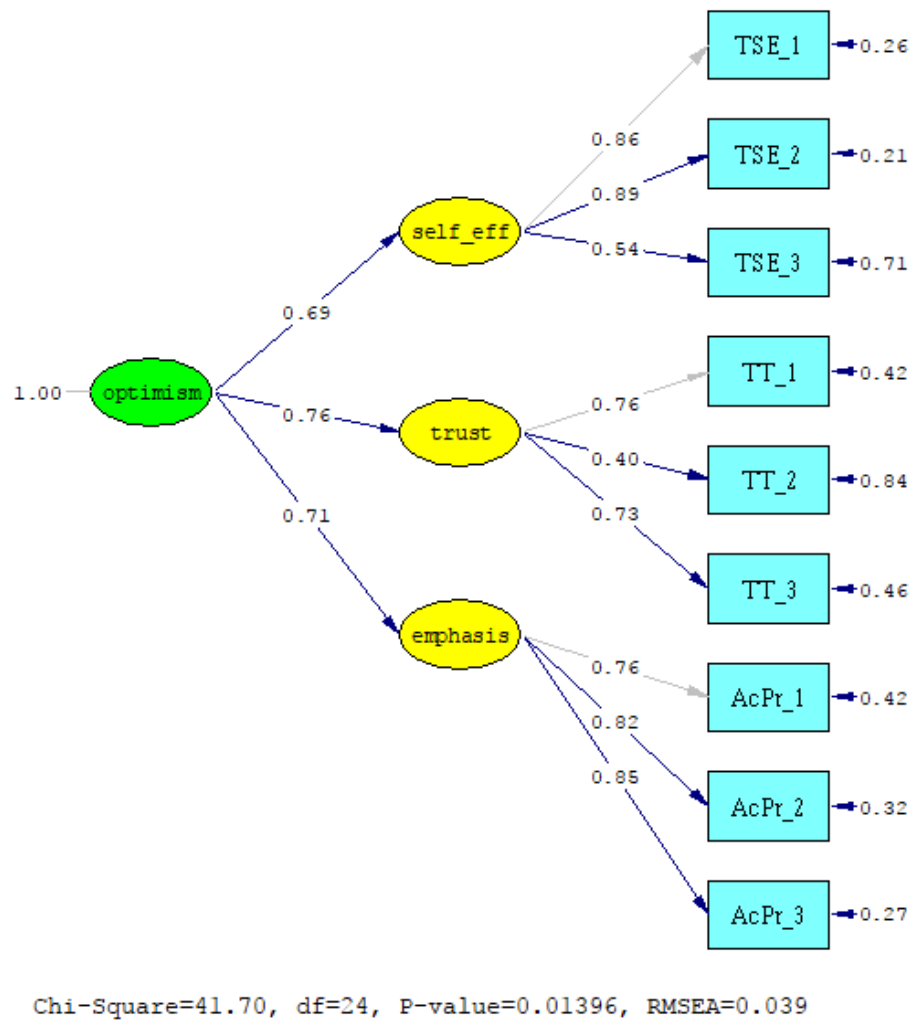 TSE_1
0.26
0.86
TSE_2
0.21
0.89
self_eff
0.54
TSE_3
0.71
0.69
1.00
optimism
TT_1
0.42
0.76
0.76
trust
0.40
TT_2
0.84
0.71
0.73
TT_3
0.46
emphasis
0.76
AcPr_1
0.42
0.82
0.85
AcPr_2
0.32
AcPr_3
0.27
Chi-Square=41.70, df=24, P-value=0.01396, RMSEA=0.039